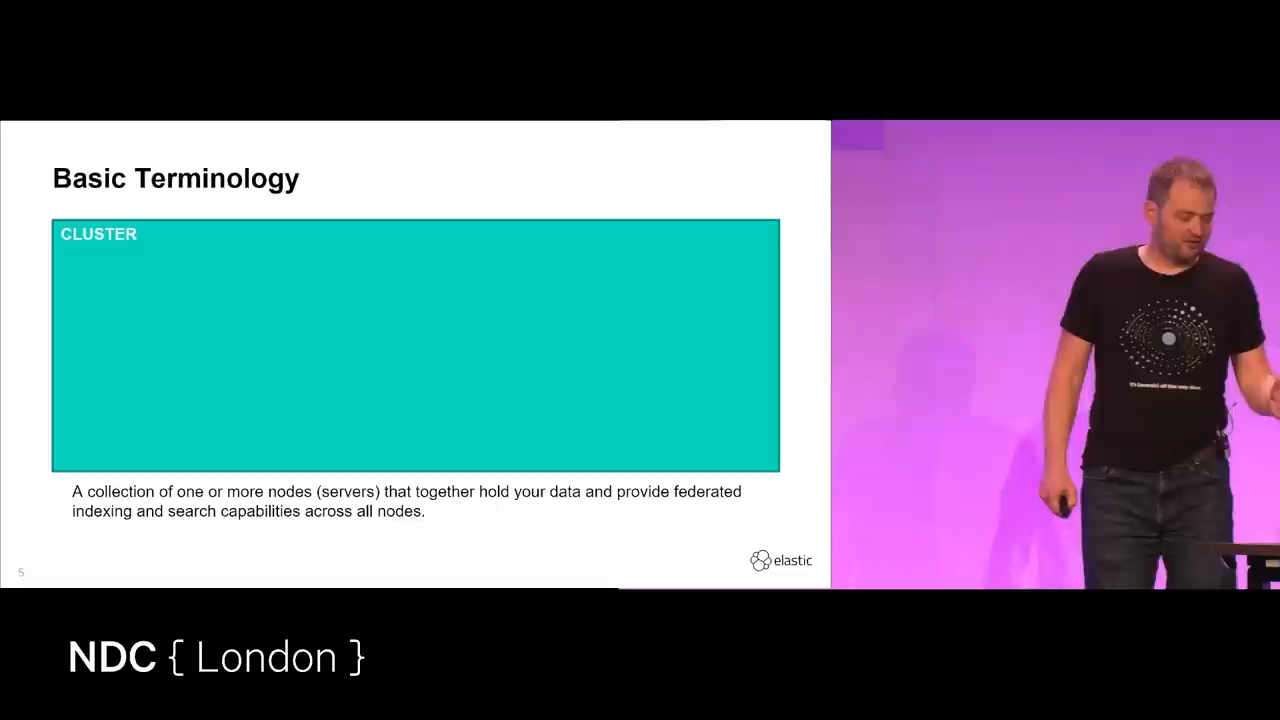 Basic Terminology
CLUSTER
A collection of one or more nodes (servers) that together hold your data and provide federated
indexing and search capabilities across all nodes.
5
elastic
NDC { London }